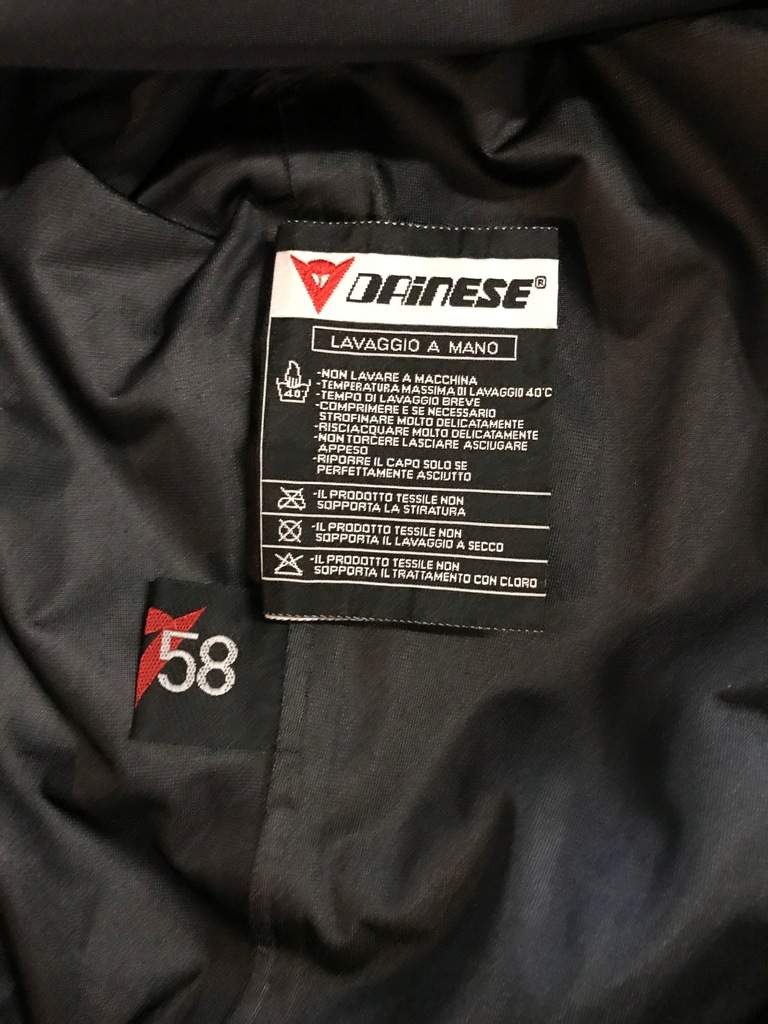 DAINESE®
LAVAGGIO A MANO
40°
-NON LAVARE A MACCHINA
-TEMPERATURA MASSIMA DI LAVAGGIO 40°C
-TEMPO DI LAVAGGIO BREVE
-COMPRIMERE E SE NECESSARIO
STROFINARE MOLTO DELICATAMENTE
-RISCIACQUARE MOLTO DELICATAMENTE
-NON TORCERE LASCIARE ASCIUGARE
APPESO
-RIPORRE IL CAPO SOLO SE
PERFETTAMENTE ASCIUTTO
-IL PRODOTTO TESSILE NON
SOPPORTA LA STIRATURA
-IL PRODOTTO TESSILE NON
SOPPORTA IL LAVAGGIO A SECCO
-IL PRODOTTO TESSILE NON
SOPPORTA IL TRATTAMENTO CON CLORO
58